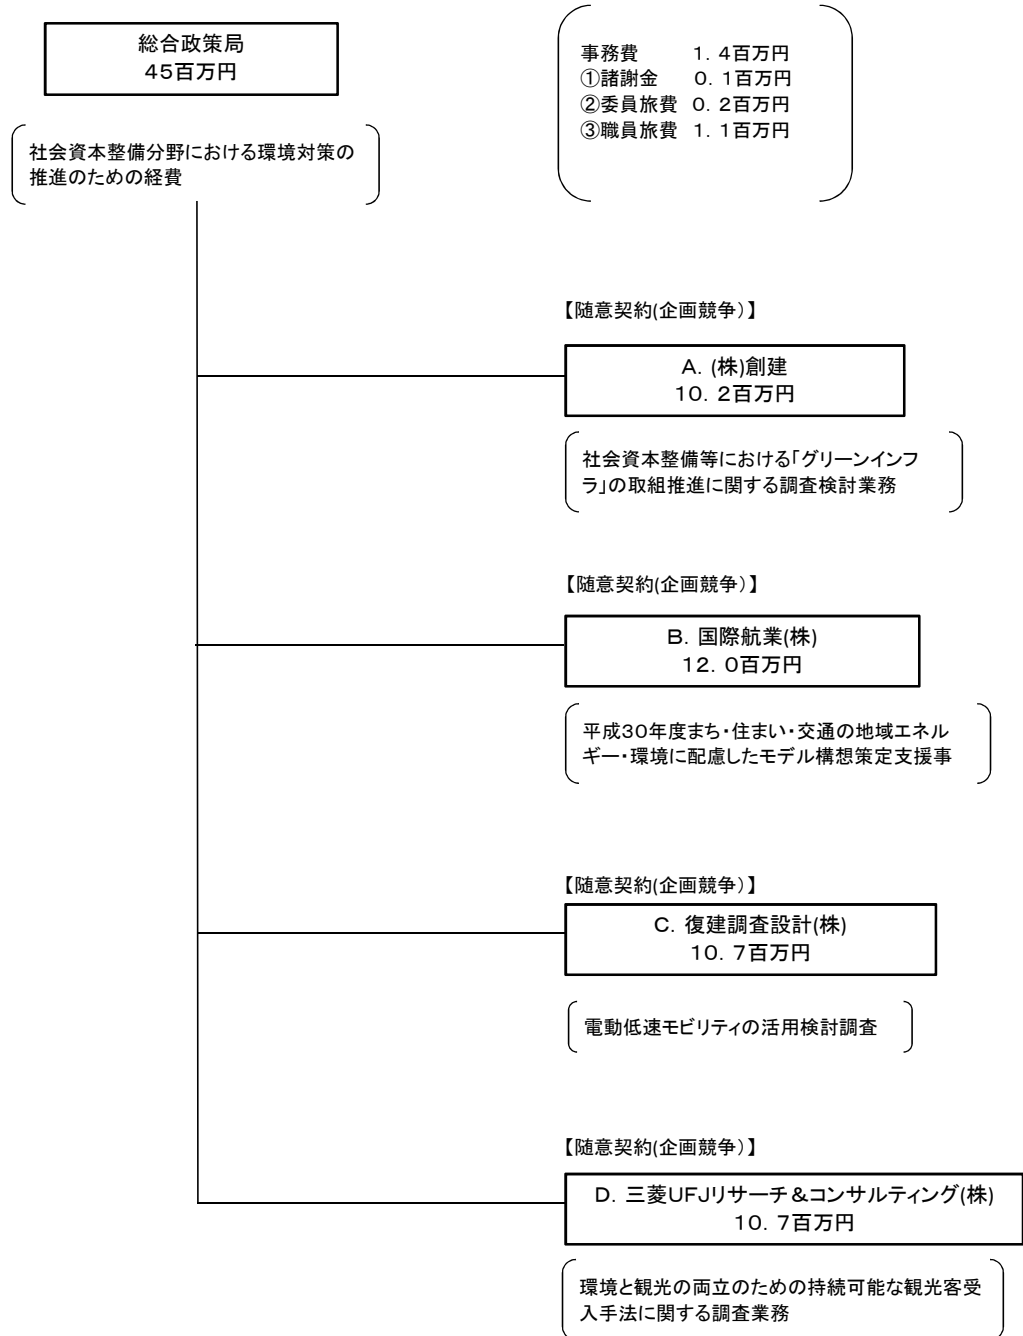 総合政策局
45百万円
社会資本整備分野における環境対策の
推進のための経費
事務費 1.4百万円
①諸謝金 0.1百万円
②委員旅費 0.2百万円
③職員旅費 1.1百万円
【随意契約(企画競争)】
A. (株)創建
10.2百万円
社会資本整備等における「グリーンインフ
ラ」の取組推進に関する調査検討業務
【随意契約(企画競争)】
B. 国際航業(株)
12.0百万円
平成30年度まち・住まい・交通の地域エネル
ギー・環境に配慮したモデル構想策定支援事
【随意契約(企画競争)】
C. 復建調査設計(株)
10.7百万円
電動低速モビリティの活用検討調査
【随意契約(企画競争)】
D. 三菱UFJリサーチ&コンサルティング(株)
10.7百万円
環境と観光の両立のための持続可能な観光客受
入手法に関する調査業務